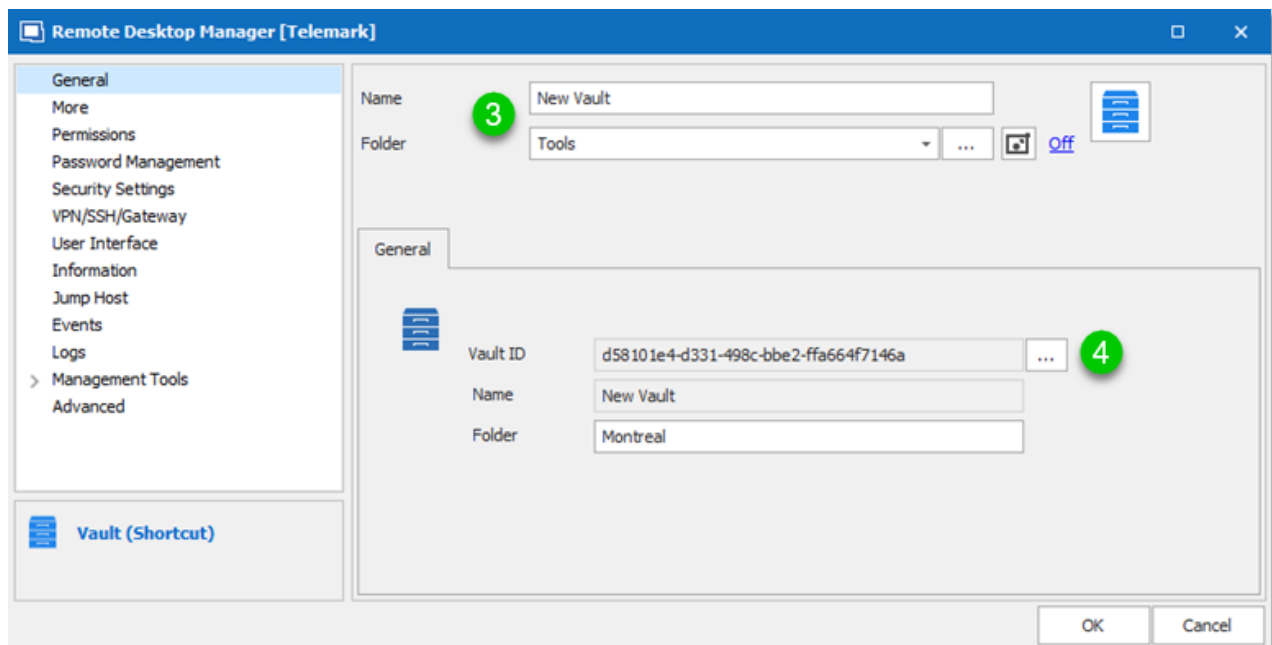 Remote Desktop Manager [Telemark]
General
More
Permissions
Password Management
Security Settings
VPN/SSH/Gateway
User Interface
Information
Jump Host
Events
Logs
Management Tools
Advanced
Vault (Shortcut)
Name New Vault
3
Folder Tools ... Off
General
Vault ID d58101e4-d331-498c-bbe2-ffa664f7146a ... 4
Name New Vault
Folder Montreal
OK Cancel